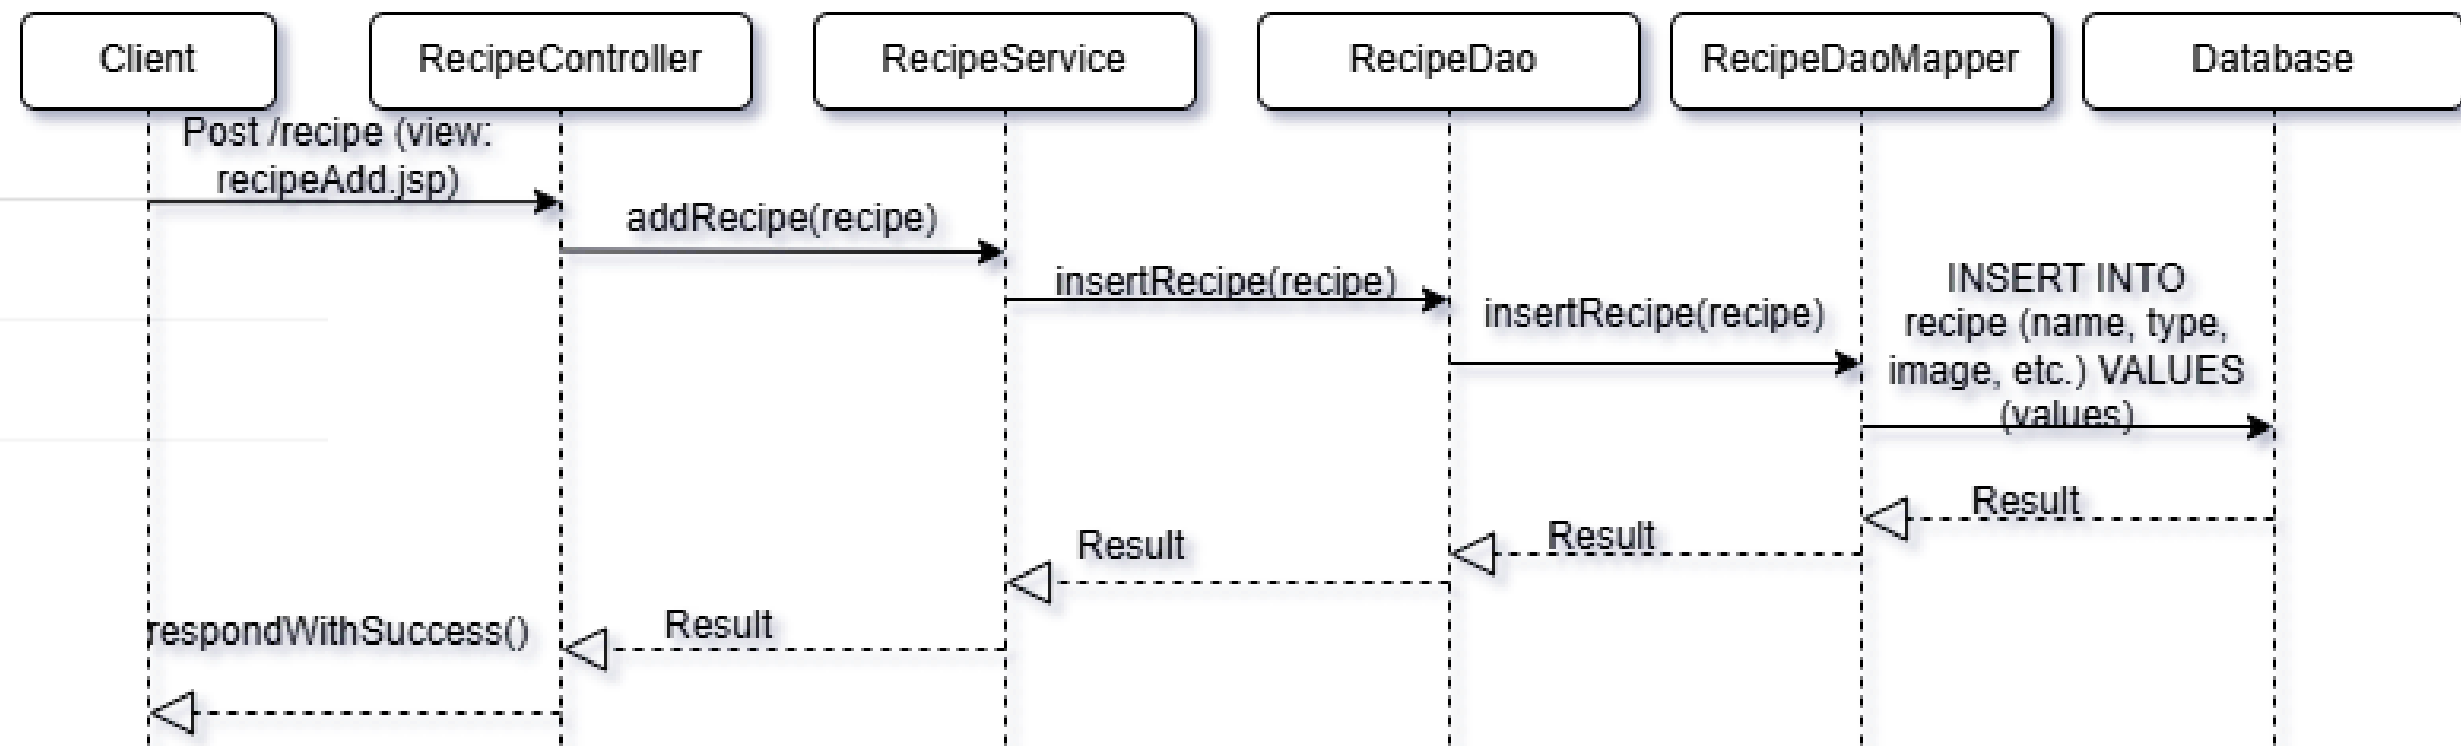 Client
RecipeController
RecipeService
RecipeDao
RecipeDaoMapper
Database
Post /recipe (view:
recipeAdd.jsp)
addRecipe(recipe)
insertRecipe(recipe)
insertRecipe(recipe)
INSERT INTO
recipe (name, type,
image, etc.) VALUES
(values)
Result
Result
Result
Result
respondWithSuccess()